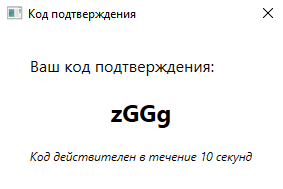 Код подтверждения
Ваш код подтверждения:
zGGg
Код действителен в течение 10 секунд